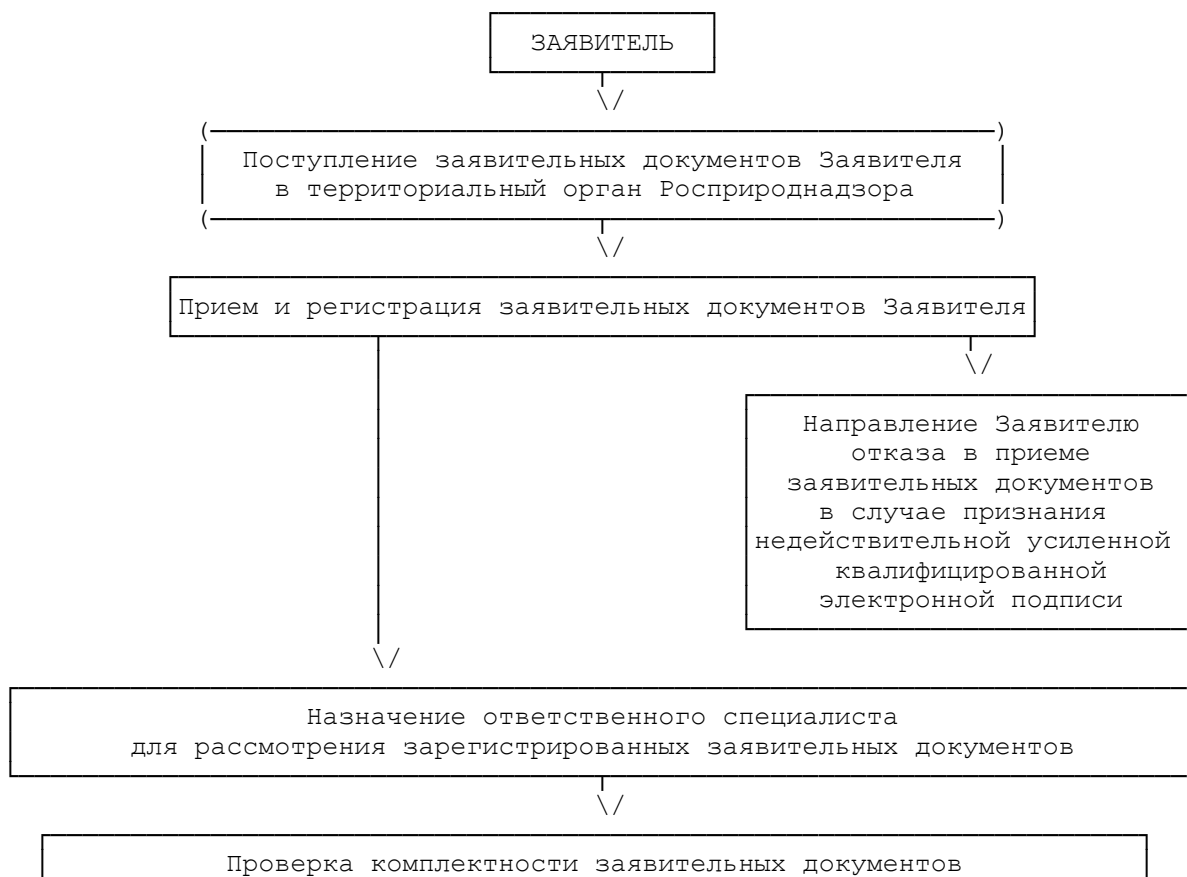 ЗАЯВИТЕЛЬ
Поступление заявительных документов Заявителя
в территориальный орган Росприроднадзора
Прием и регистрация заявительных документов Заявителя
Направление Заявителю
отказа в приеме
заявительных документов
в случае признания
недействительной усиленной
квалифицированной
электронной подписи
Назначение ответственного специалиста
для рассмотрения зарегистрированных заявительных документов
Проверка комплектности заявительных документов